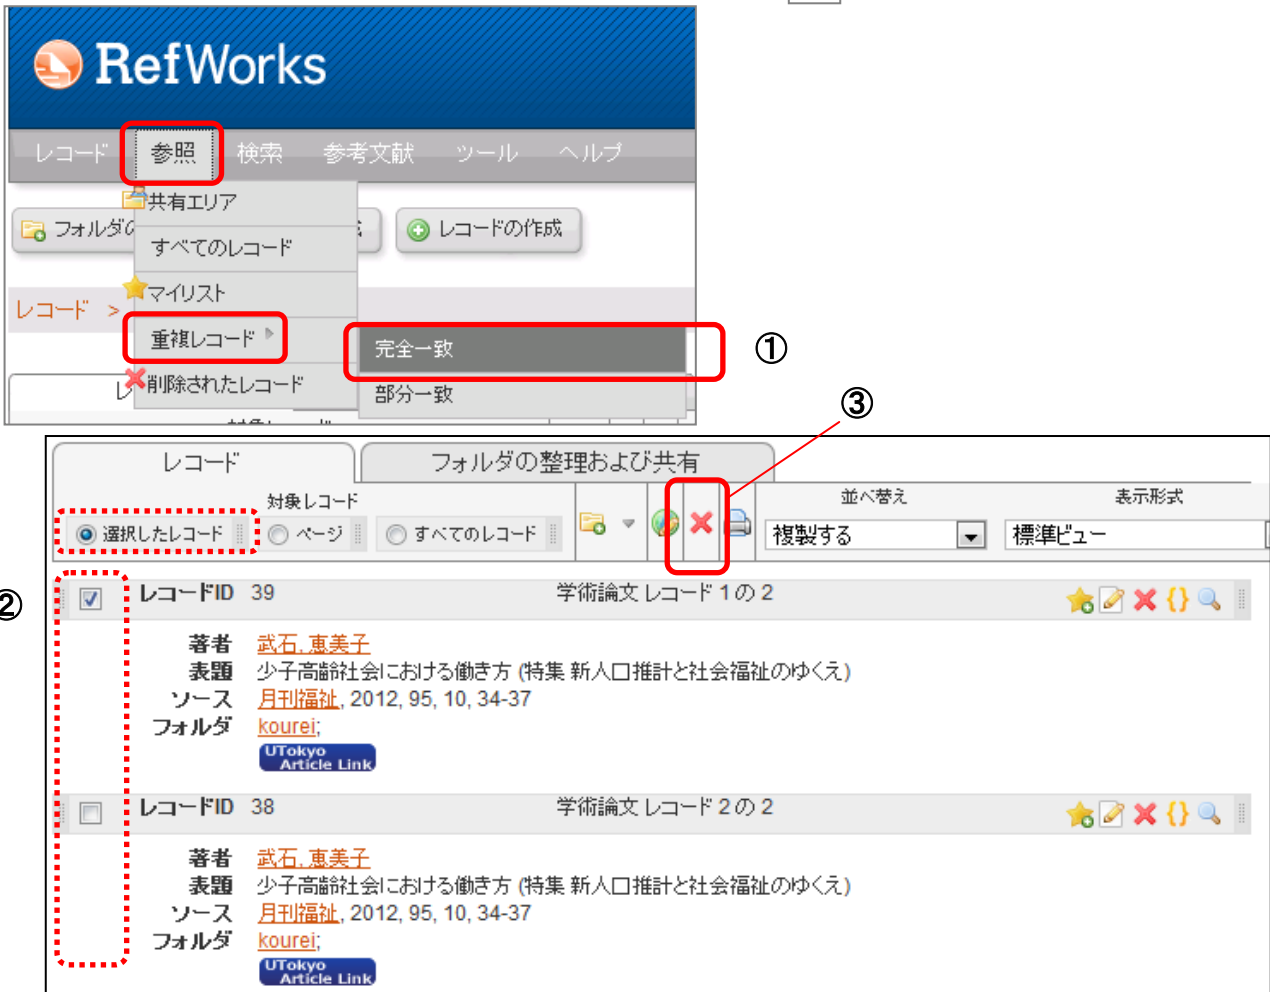 RefWorks
レコード 参照 検索 参考文献 ツール ヘルプ
共有エリア
フォルダの レコードの作成
すべてのレコード
マイリスト
レコード >
重複レコード
完全一致
①
削除されたレコード
部分一致
③
レコード フォルダの整理および共有
対象レコード 並べ替え 表示形式
選択したレコード ページ すべてのレコード 複製する 標準ビュー
②
レコードID 39 学術論文 レコード 1 の 2
著者 武石, 恵美子
表題 少子高齢社会における働き方 (特集 新人口推計と社会福祉のゆくえ)
ソース 月刊福祉, 2012, 95, 10, 34-37
フォルダ kourei;
UTokyo
Article Link
レコードID 38 学術論文 レコード 2 の 2
著者 武石, 恵美子
表題 少子高齢社会における働き方 (特集 新人口推計と社会福祉のゆくえ)
ソース 月刊福祉, 2012, 95, 10, 34-37
フォルダ kourei;
UTokyo
Article Link